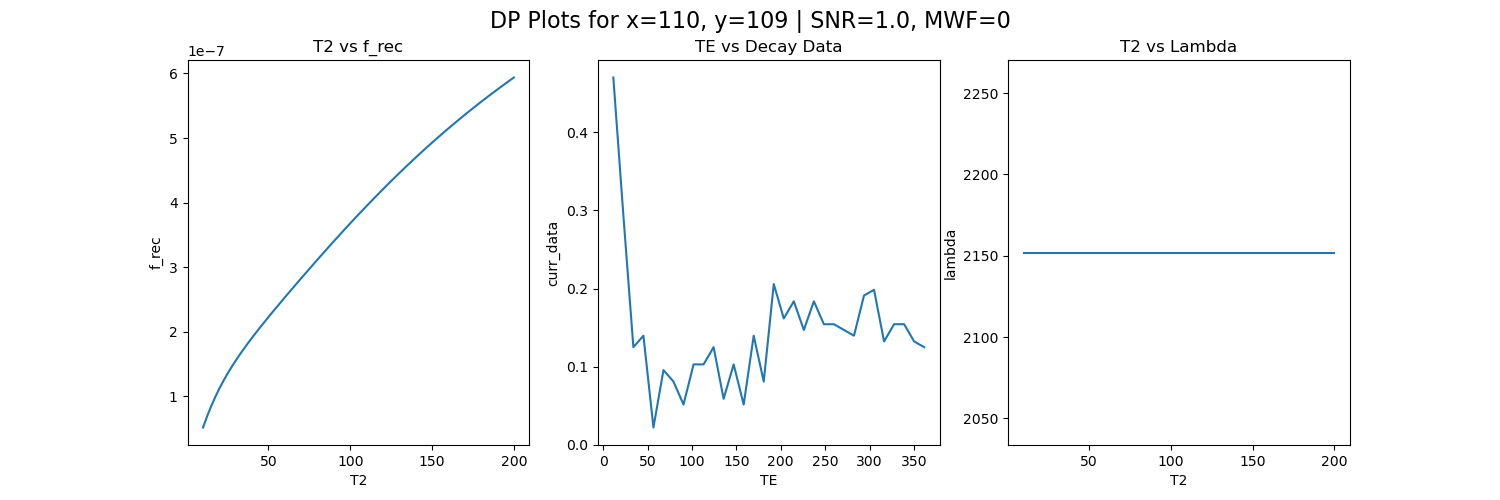 DP Plots for x=110, y=109 | SNR=1.0, MWF=0
T2 vs f_rec
1e−7
6
5
4
3
2
1
f_rec
50 100 150 200
T2
TE vs Decay Data
0.4
0.3
0.2
0.1
0.0
curr_data
0 50 100 150 200 250 300 350
TE
T2 vs Lambda
2250
2200
2150
2100
2050
lambda
50 100 150 200
T2